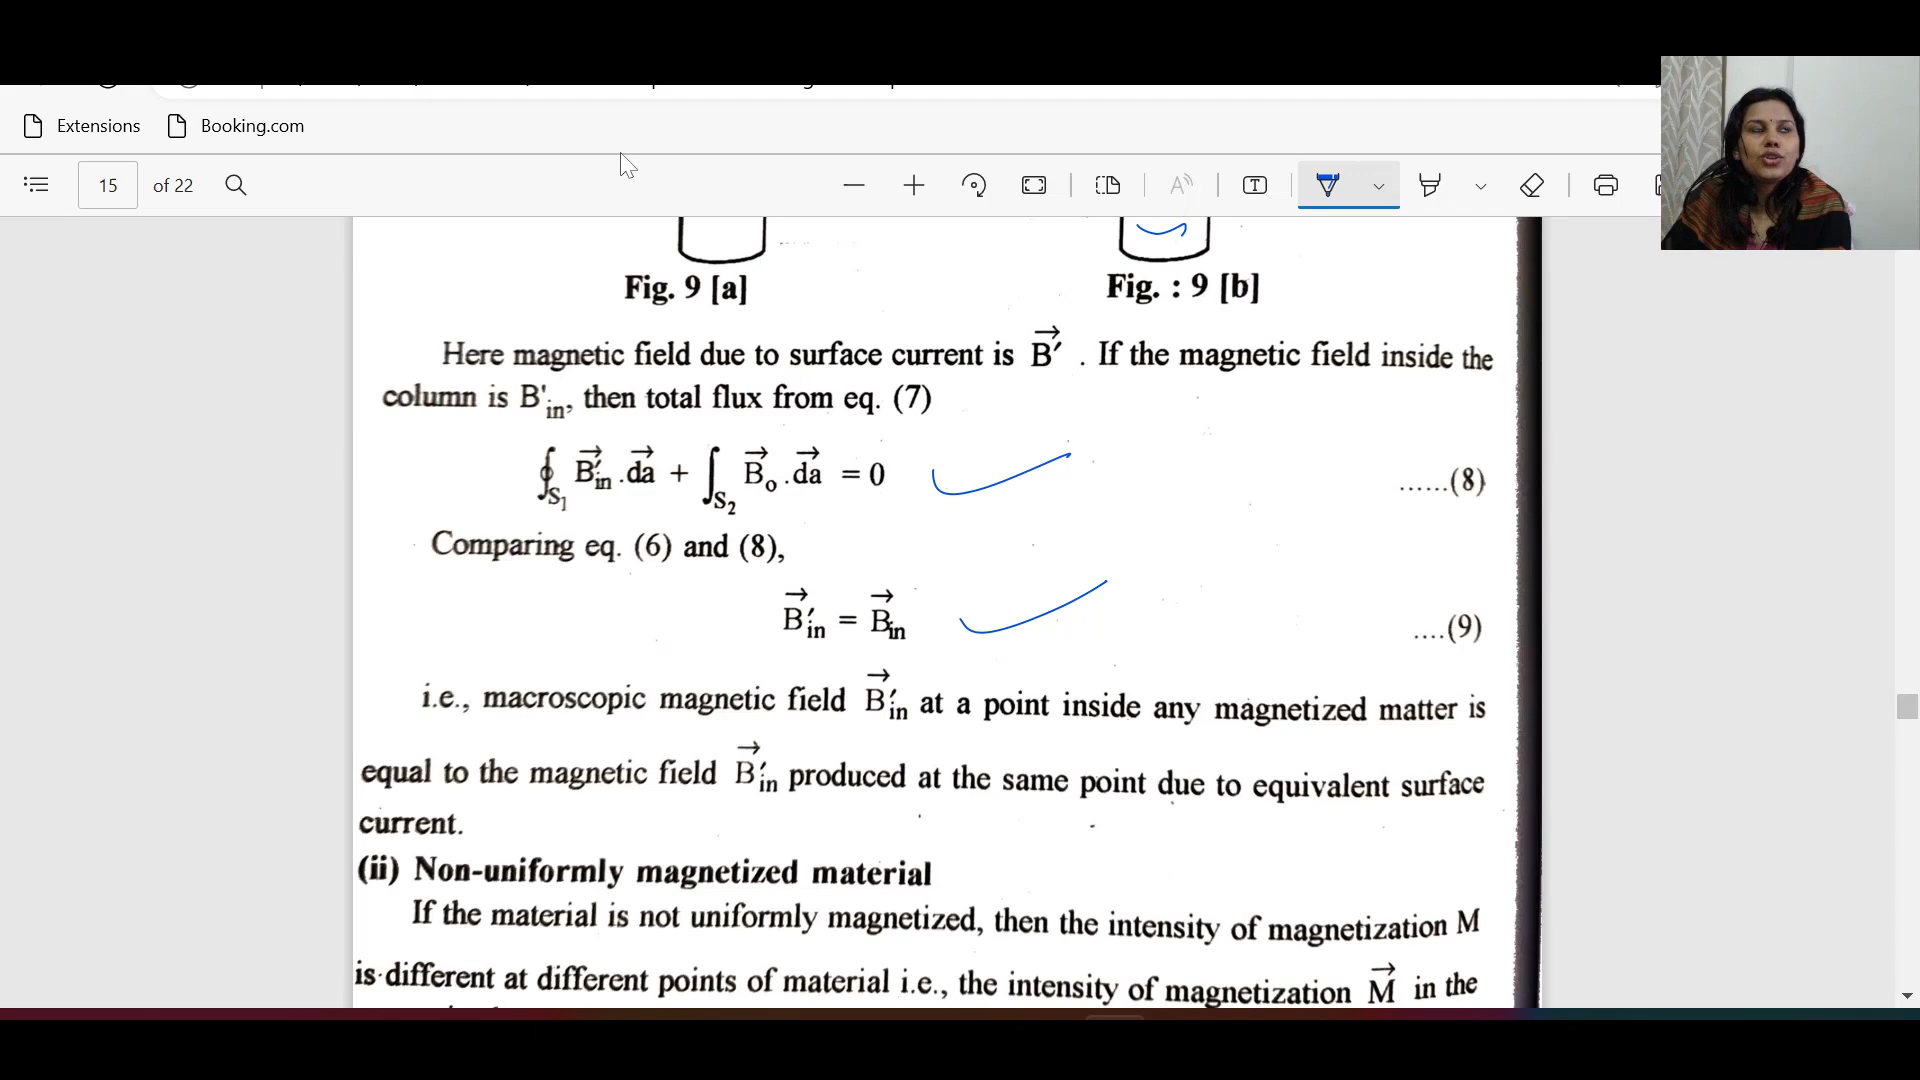 Extensions Booking.com
15 of 22
Fig. 9 [a] Fig. : 9 [b]
Here magnetic field due to surface current is B⃗′ . If the magnetic field inside the
column is B'in, then total flux from eq. (7)
∮S1 B⃗′in .d⃗a + ∫S2 B⃗o .d⃗a = 0 ......(8)
Comparing eq. (6) and (8),
B⃗′in = B⃗in ....(9)
i.e., macroscopic magnetic field B⃗′in at a point inside any magnetized matter is
equal to the magnetic field B⃗′in produced at the same point due to equivalent surface
current.
(ii) Non-uniformly magnetized material
If the material is not uniformly magnetized, then the intensity of magnetization M
is different at different points of material i.e., the intensity of magnetization M⃗ in the